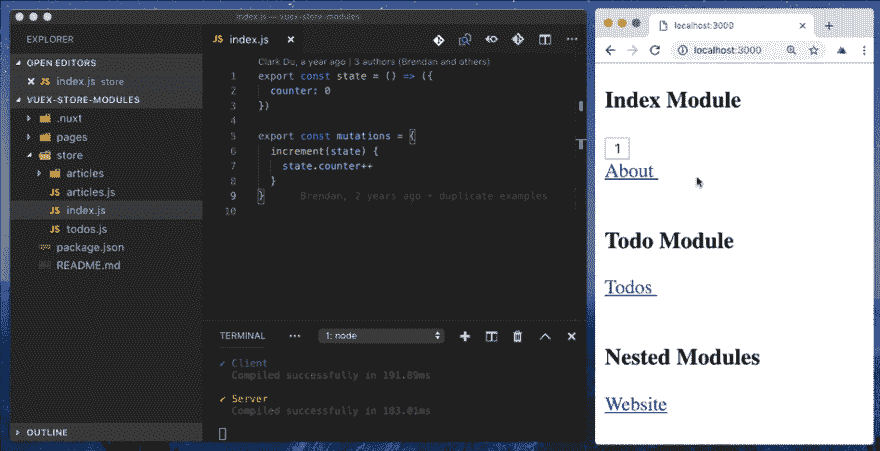 index.js — vuex-store-modules
EXPLORER
OPEN EDITORS
index.js store
VUEX-STORE-MODULES
.nuxt
pages
store
articles
JS articles.js
JS index.js
JS todos.js
package.json
README.md
OUTLINE
JS index.js
Clark Du, a year ago | 3 authors (Brendan and others)
1 export const state = () => ({
2 counter: 0
3 })
4
5 export const mutations = {
6 increment(state) {
7 state.counter++
8 }
9 } Brendan, 2 years ago • duplicate examples
10
TERMINAL
1: node
✔ Client
Compiled successfully in 191.89ms
✔ Server
Compiled successfully in 183.01ms
localhost:3000
localhost:3000
Index Module
1
About
Todo Module
Todos
Nested Modules
Website